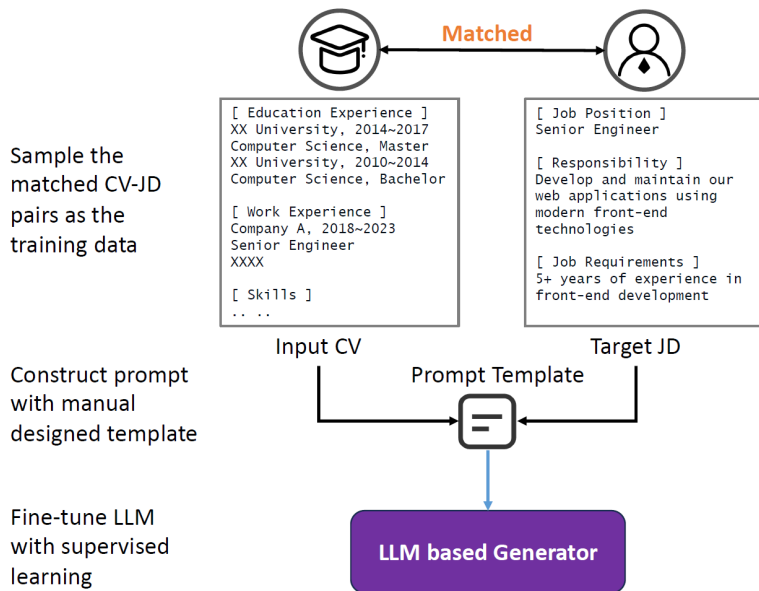 Matched
Sample the
matched CV-JD
pairs as the
training data
[ Education Experience ]
XX University, 2014~2017
Computer Science, Master
XX University, 2010~2014
Computer Science, Bachelor
[ Work Experience ]
Company A, 2018~2023
Senior Engineer
XXXX
[ Skills ]
.. ..
[ Job Position ]
Senior Engineer
[ Responsibility ]
Develop and maintain our
web applications using
modern front-end
technologies
[ Job Requirements ]
5+ years of experience in
front-end development
Input CV
Target JD
Construct prompt
with manual
designed template
Prompt Template
Fine-tune LLM
with supervised
learning
LLM based Generator